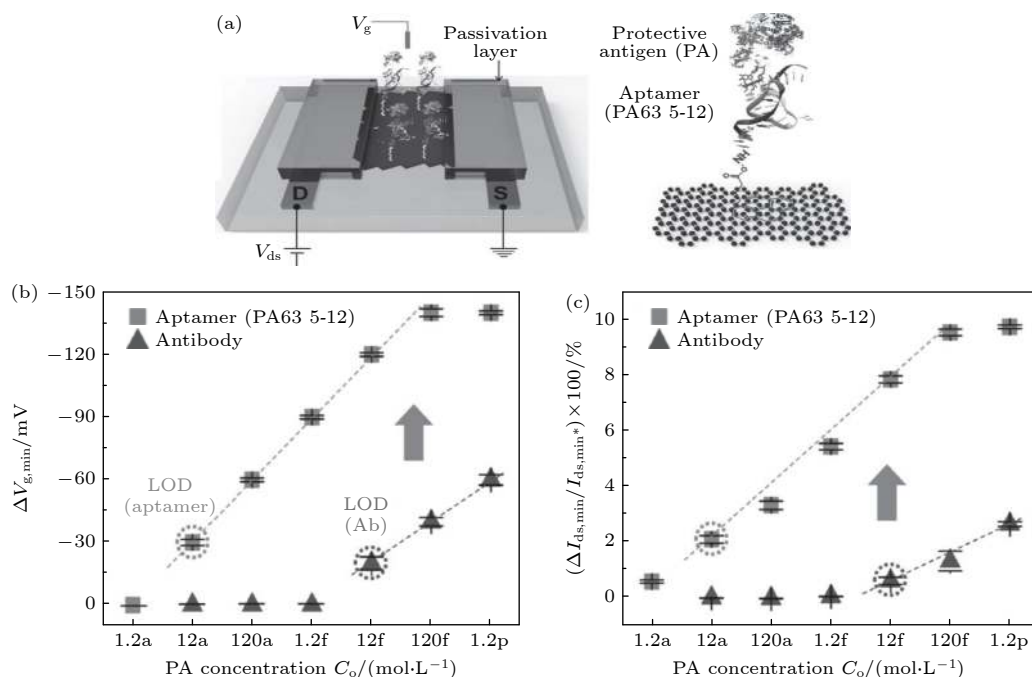 (a)
V_g
Passivation
layer
Protective
antigen (PA)
Aptamer
(PA63 5-12)
NH
D
S
V_ds
(b)
−150
−120
−90
−60
−30
0
ΔV_g,min/mV
Aptamer (PA63 5-12)
Antibody
LOD
(aptamer)
LOD
(Ab)
1.2a 12a 120a 1.2f 12f 120f 1.2p
PA concentration C_o/(mol·L⁻¹)
(c)
10
8
6
4
2
0
(ΔI_ds,min/I_ds,min*)×100/%
Aptamer (PA63 5-12)
Antibody
1.2a 12a 120a 1.2f 12f 120f 1.2p
PA concentration C_o/(mol·L⁻¹)